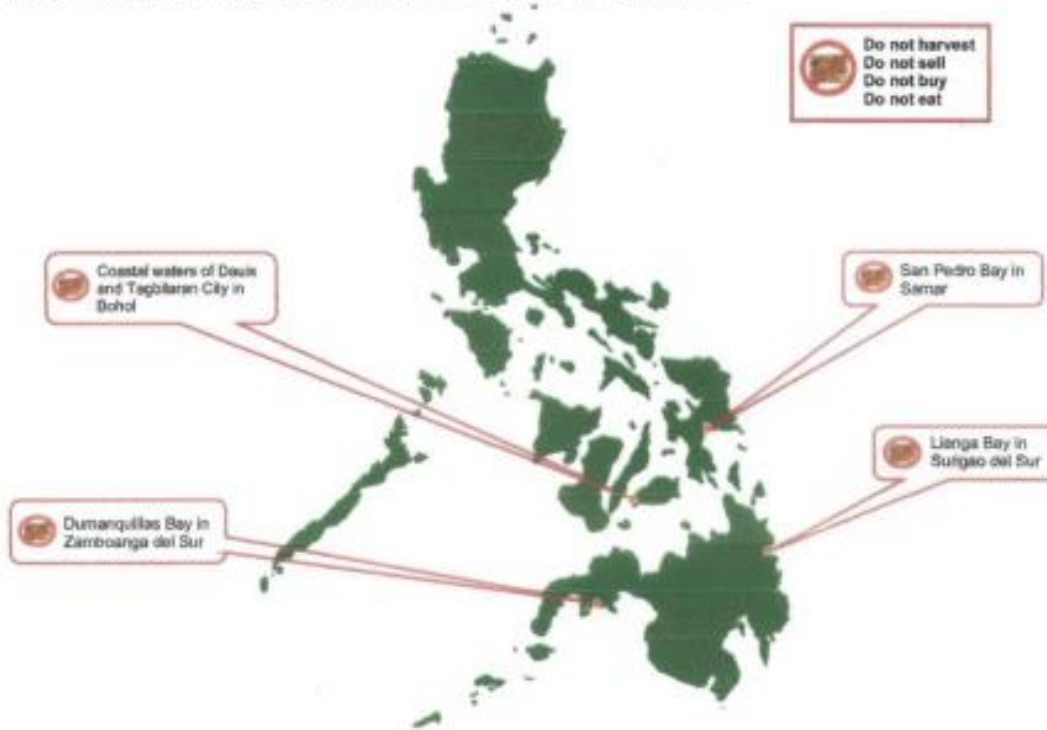 Do not harvest
Do not sell
Do not buy
Do not eat
Coastal waters of Dauis
and Tagbilaran City in
Bohol
San Pedro Bay in
Samar
Lianga Bay in
Surigao del Sur
Dumanquillas Bay in
Zamboanga del Sur